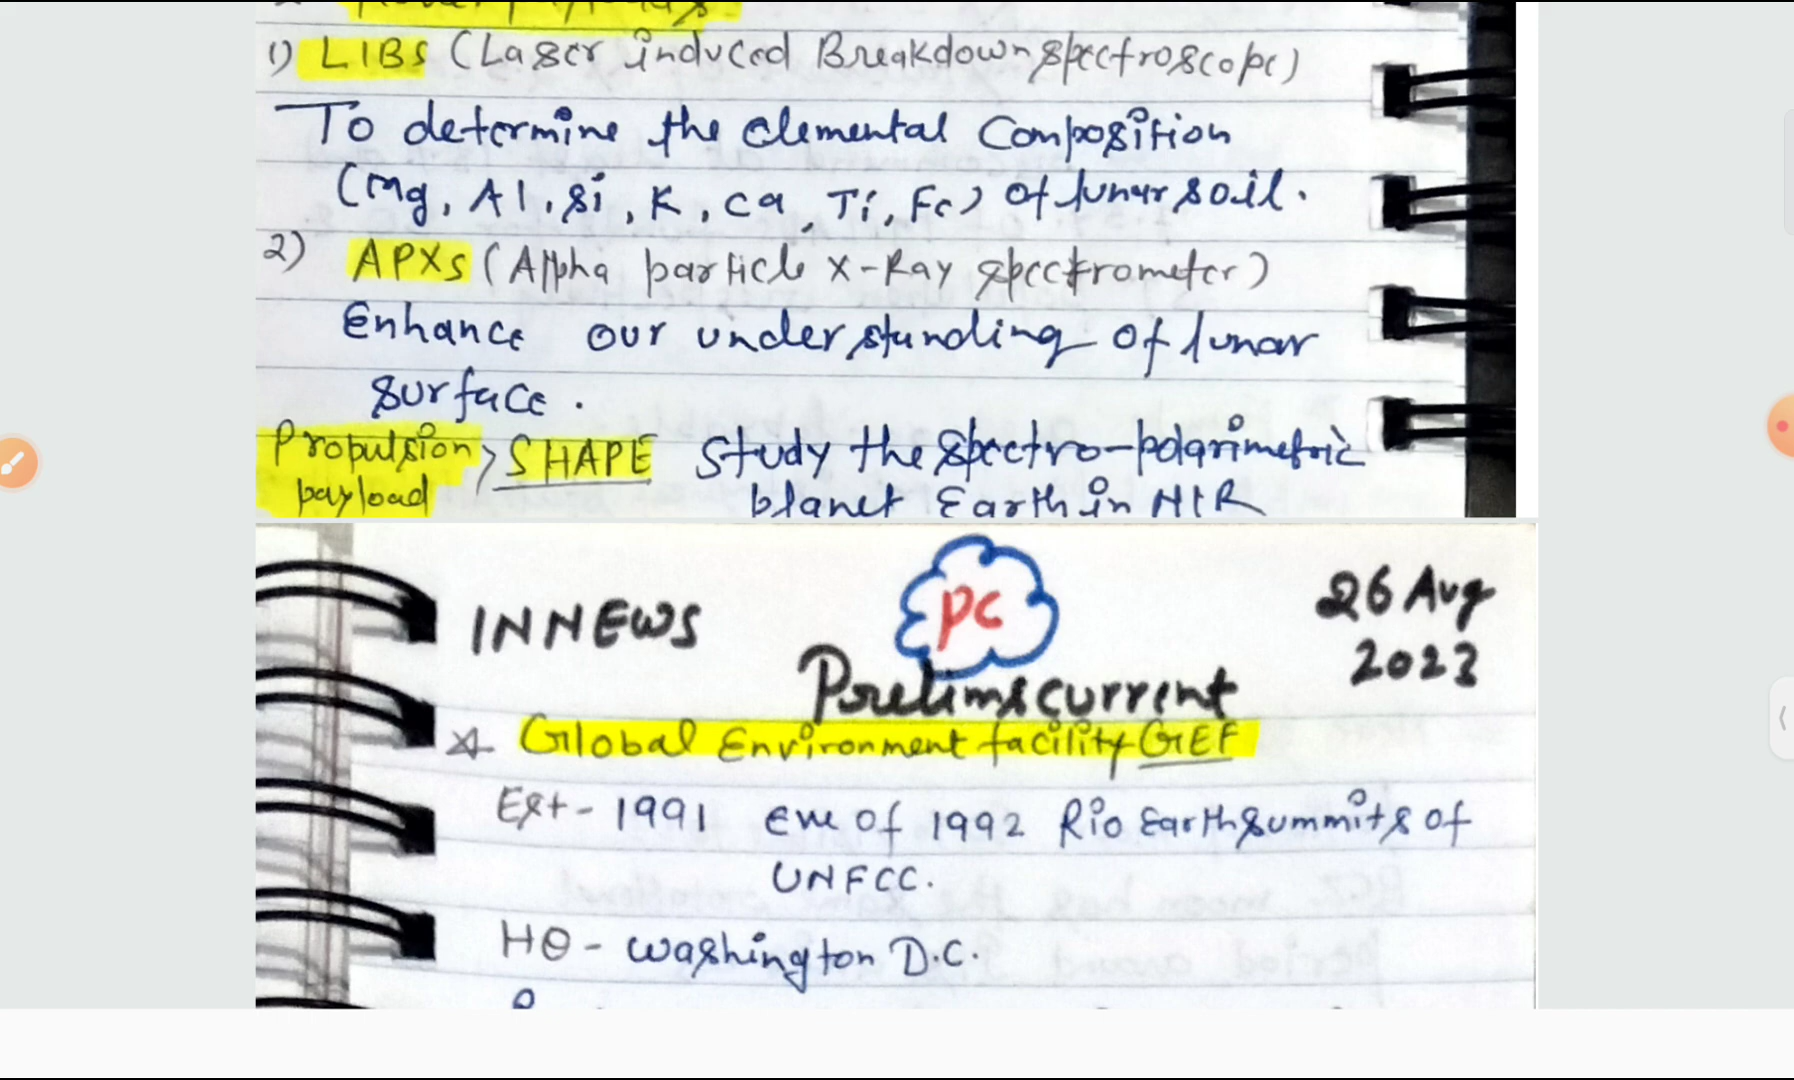 1) LIBS (Laser induced Breakdown spectroscope)
To determine the elemental Composition
(Mg, Al, Si, K, Ca, Ti, Fe) of lunar soil.
2) APXS (Alpha particle X-Ray spectrometer)
Enhance our understanding of lunar
surface.
Propulsion > SHAPE Study the spectro-polarimetric
payload planet Earth in NIR
INNEWS
PC
Prelimscurrent
26 Aug
2023
Global Environment facility GEF
Est - 1991 eve of 1992 Rio Earth Summits of
UNFCC.
HQ - Washington D.C.